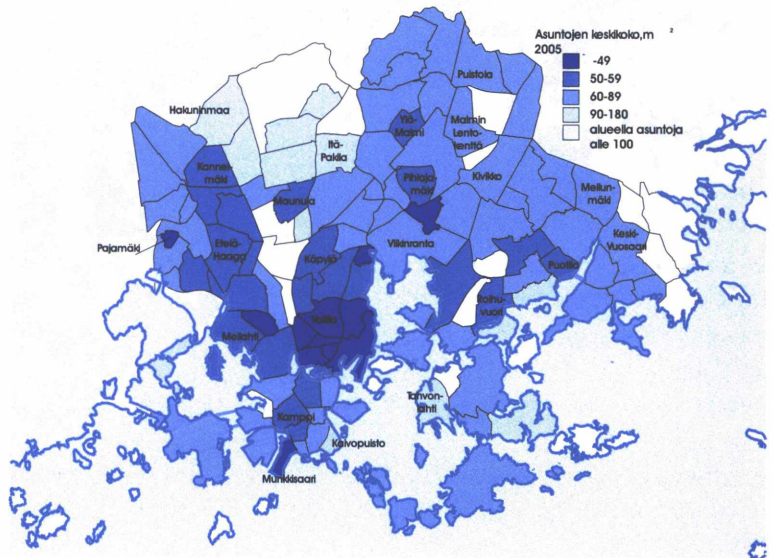 Asuntojen keskikoko,m 2
2005
-49
50-59
60-89
90-180
alueella asuntoja
alle 100
Puistola
Hakuninmaa
Ylä-
Malmi
Malmin
Lento-
kenttä
Itä-
Pakila
Kannel-
mäki
Pihlaja-
mäki
Kivikko
Maunula
Mellun-
mäki
Pajamäki
Etelä-
Haaga
Viikinranta
Keski-
Vuosaari
Käpylä
Puotila
Roihu-
vuori
Vallila
Meilahti
Tahvon-
lahti
Kamppi
Kaivopuisto
Munkkisaari